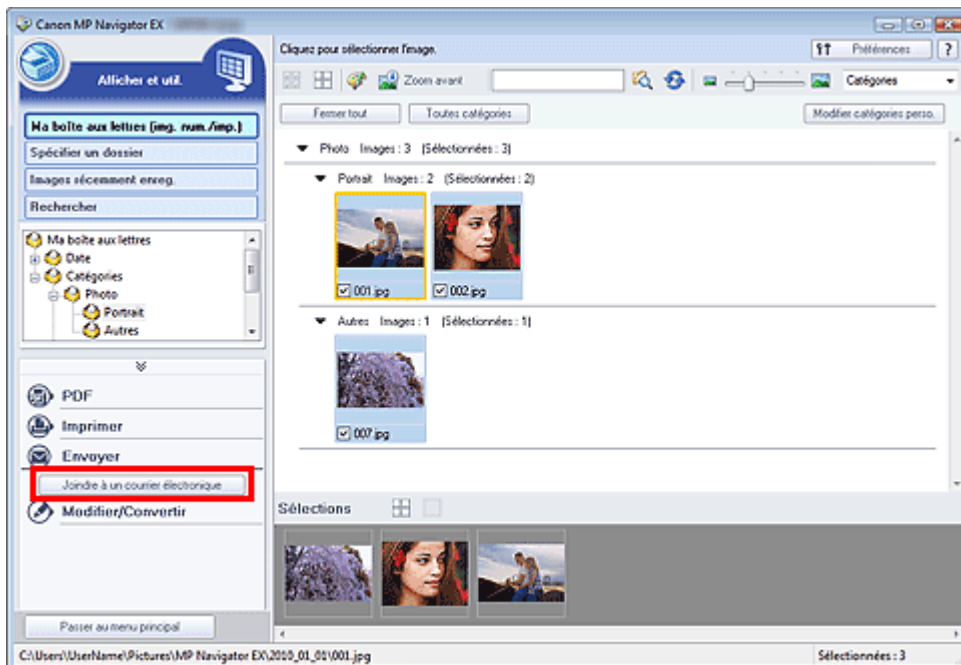 Canon MP Navigator EX
Cliquez pour sélectionner l'image.
Préférences
?
Afficher et util.
Zoom avant
Catégories
Fermer tout
Toutes catégories
Modifier catégories perso.
Ma boîte aux lettres (img. num./imp.)
Spécifier un dossier
Images récemment enreg.
Rechercher
Photo Images : 3 (Sélectionnées : 3)
Portrait Images : 2 (Sélectionnées : 2)
001.jpg
002.jpg
Ma boîte aux lettres
Date
Catégories
Photo
Portrait
Autres
Autres Images : 1 (Sélectionnées : 1)
007.jpg
PDF
Imprimer
Envoyer
Joindre à un courrier électronique
Modifier/Convertir
Sélections
Passer au menu principal
C:\Users\UserName\Pictures\MP Navigator EX\2010_01_01\001.jpg
Sélectionnées : 3